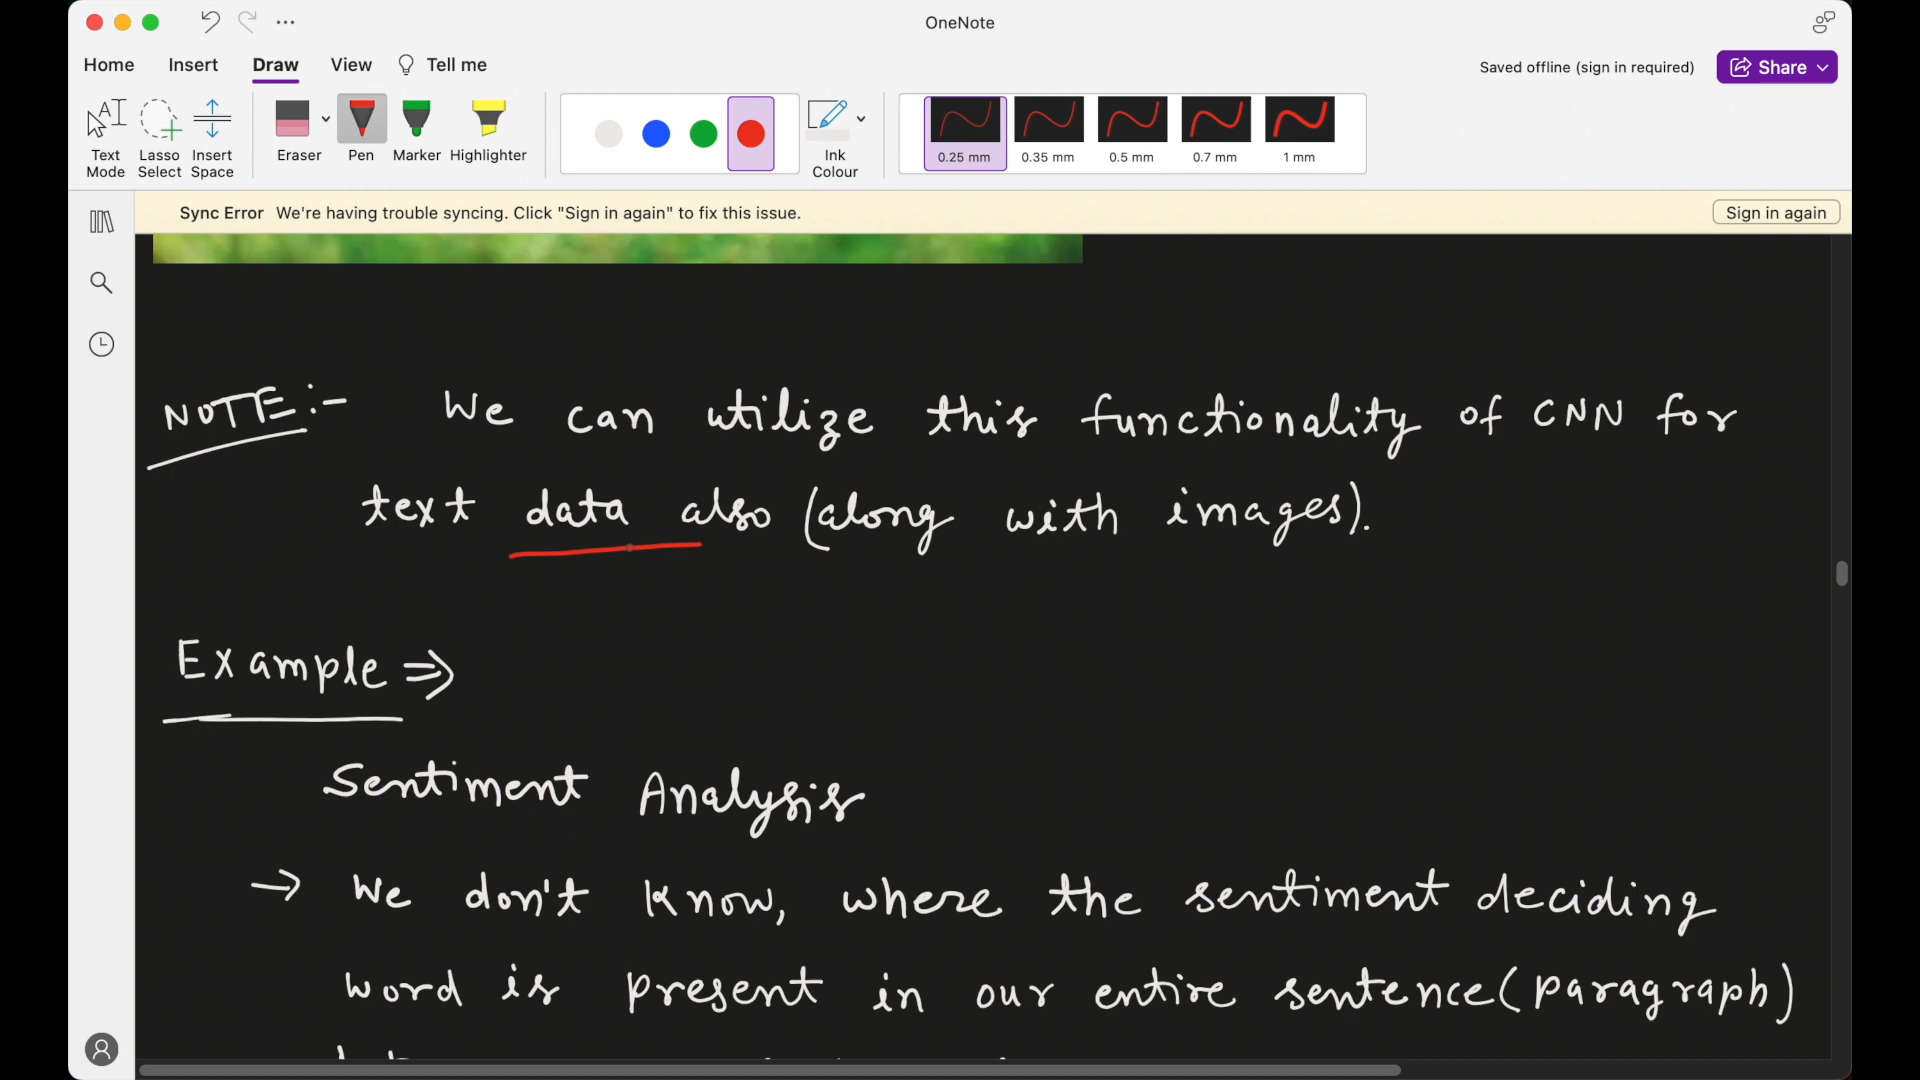 OneNote
Home Insert Draw View Tell me
Saved offline (sign in required) Share
Text Mode
Lasso Select
Insert Space
Eraser
Pen
Marker
Highlighter
Ink Colour
0.25 mm 0.35 mm 0.5 mm 0.7 mm 1 mm
Sync Error We're having trouble syncing. Click "Sign in again" to fix this issue. Sign in again
NOTE:- We can utilize this functionality of CNN for
text data also (along with images).
Example ⇒
Sentiment Analysis
→ We don't know, where the sentiment deciding
word is present in our entire sentence(paragraph)